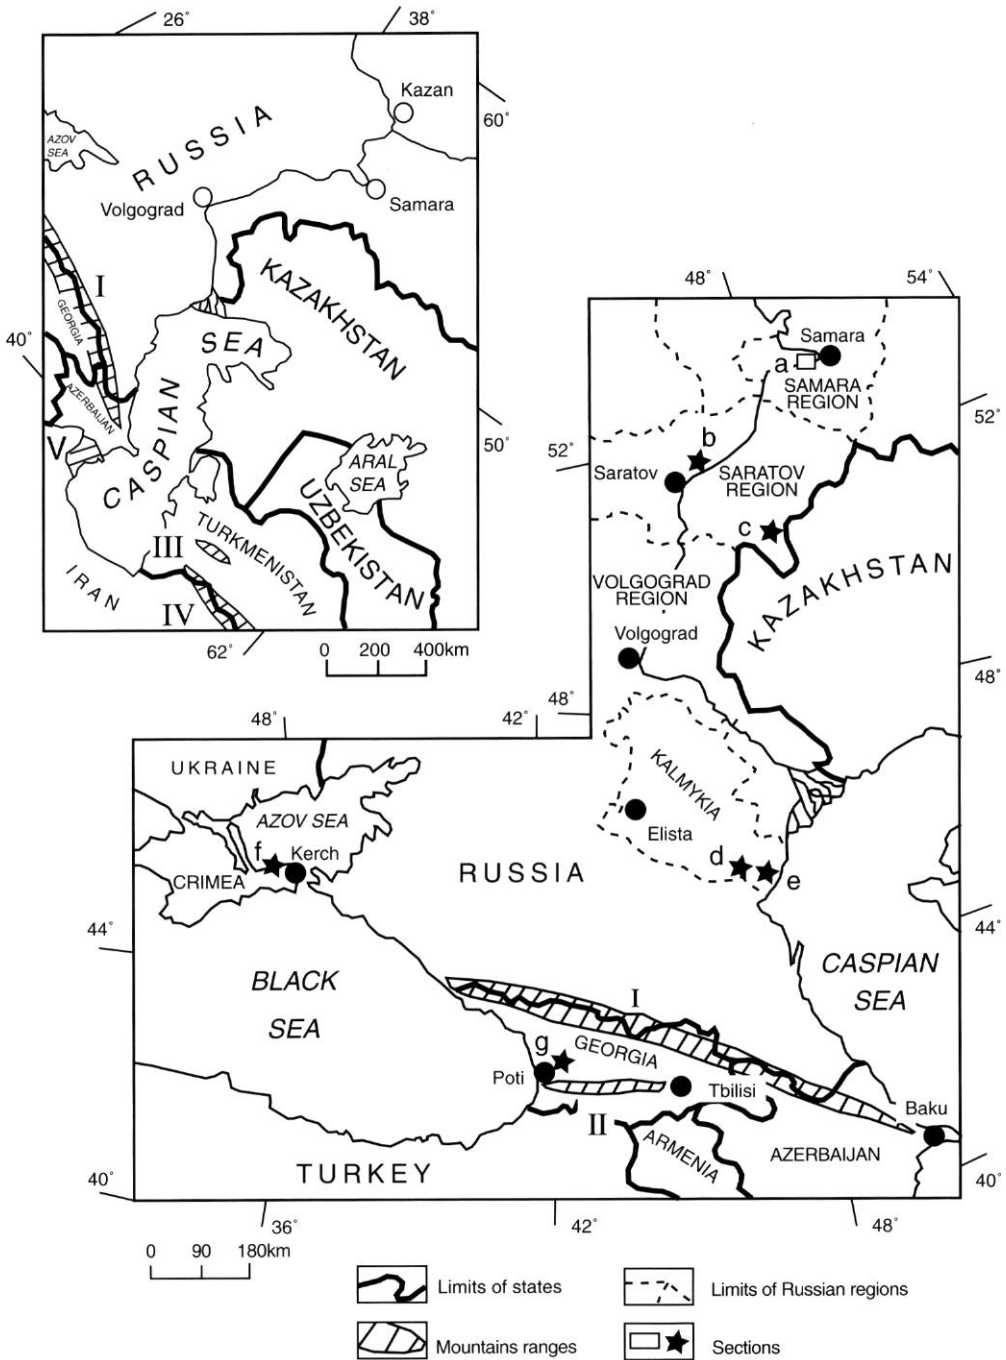 26°
38°
Kazan
60°
AZOV
SEA
RUSSIA
Volgograd
Samara
I
KAZAKHSTAN
GEORGIA
SEA
40°
AZERBAIJAN
CASPIAN
50°
V
ARAL
SEA
UZBEKISTAN
III
TURKMENISTAN
IRAN
IV
62°
0 200 400km
48°
54°
Samara
a
SAMARA
REGION
52°
b
52°
Saratov
SARATOV
REGION
c
KAZAKHSTAN
VOLGOGRAD
REGION
Volgograd
48°
48°
42°
48°
UKRAINE
KALMYKIA
AZOV SEA
Elista
f
Kerch
d
e
CRIMEA
RUSSIA
44°
44°
BLACK
SEA
CASPIAN
SEA
I
g
GEORGIA
Poti
Tbilisi
Baku
II
ARMENIA
AZERBAIJAN
TURKEY
40°
40°
36°
42°
48°
0 90 180km
Limits of states
Limits of Russian regions
Mountains ranges
Sections